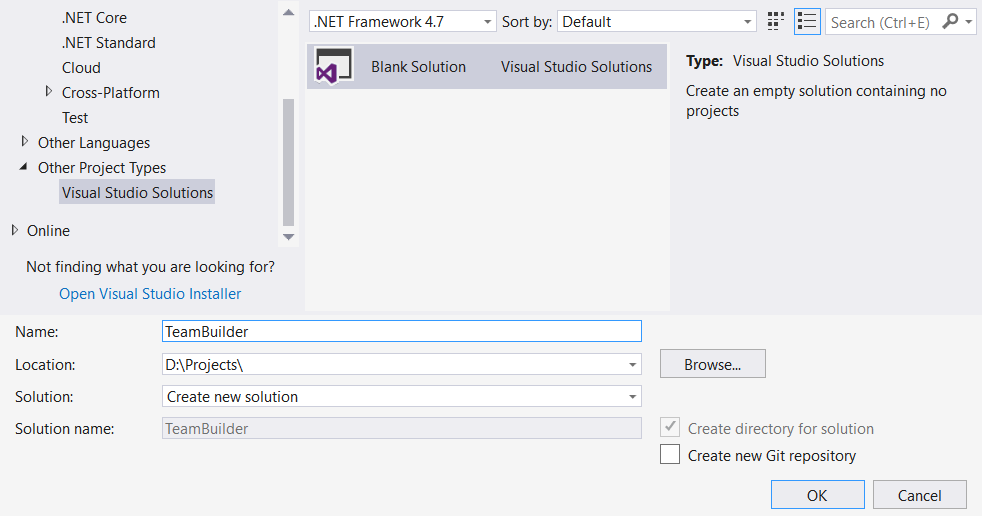 .NET Core
.NET Standard
Cloud
Cross-Platform
Test
Other Languages
Other Project Types
Visual Studio Solutions
Online
Not finding what you are looking for?
Open Visual Studio Installer
.NET Framework 4.7
Sort by: Default
Search (Ctrl+E)
Blank Solution Visual Studio Solutions
Type: Visual Studio Solutions
Create an empty solution containing no
projects
Name: TeamBuilder
Location: D:\Projects\
Browse...
Solution: Create new solution
Solution name: TeamBuilder
Create directory for solution
Create new Git repository
OK
Cancel